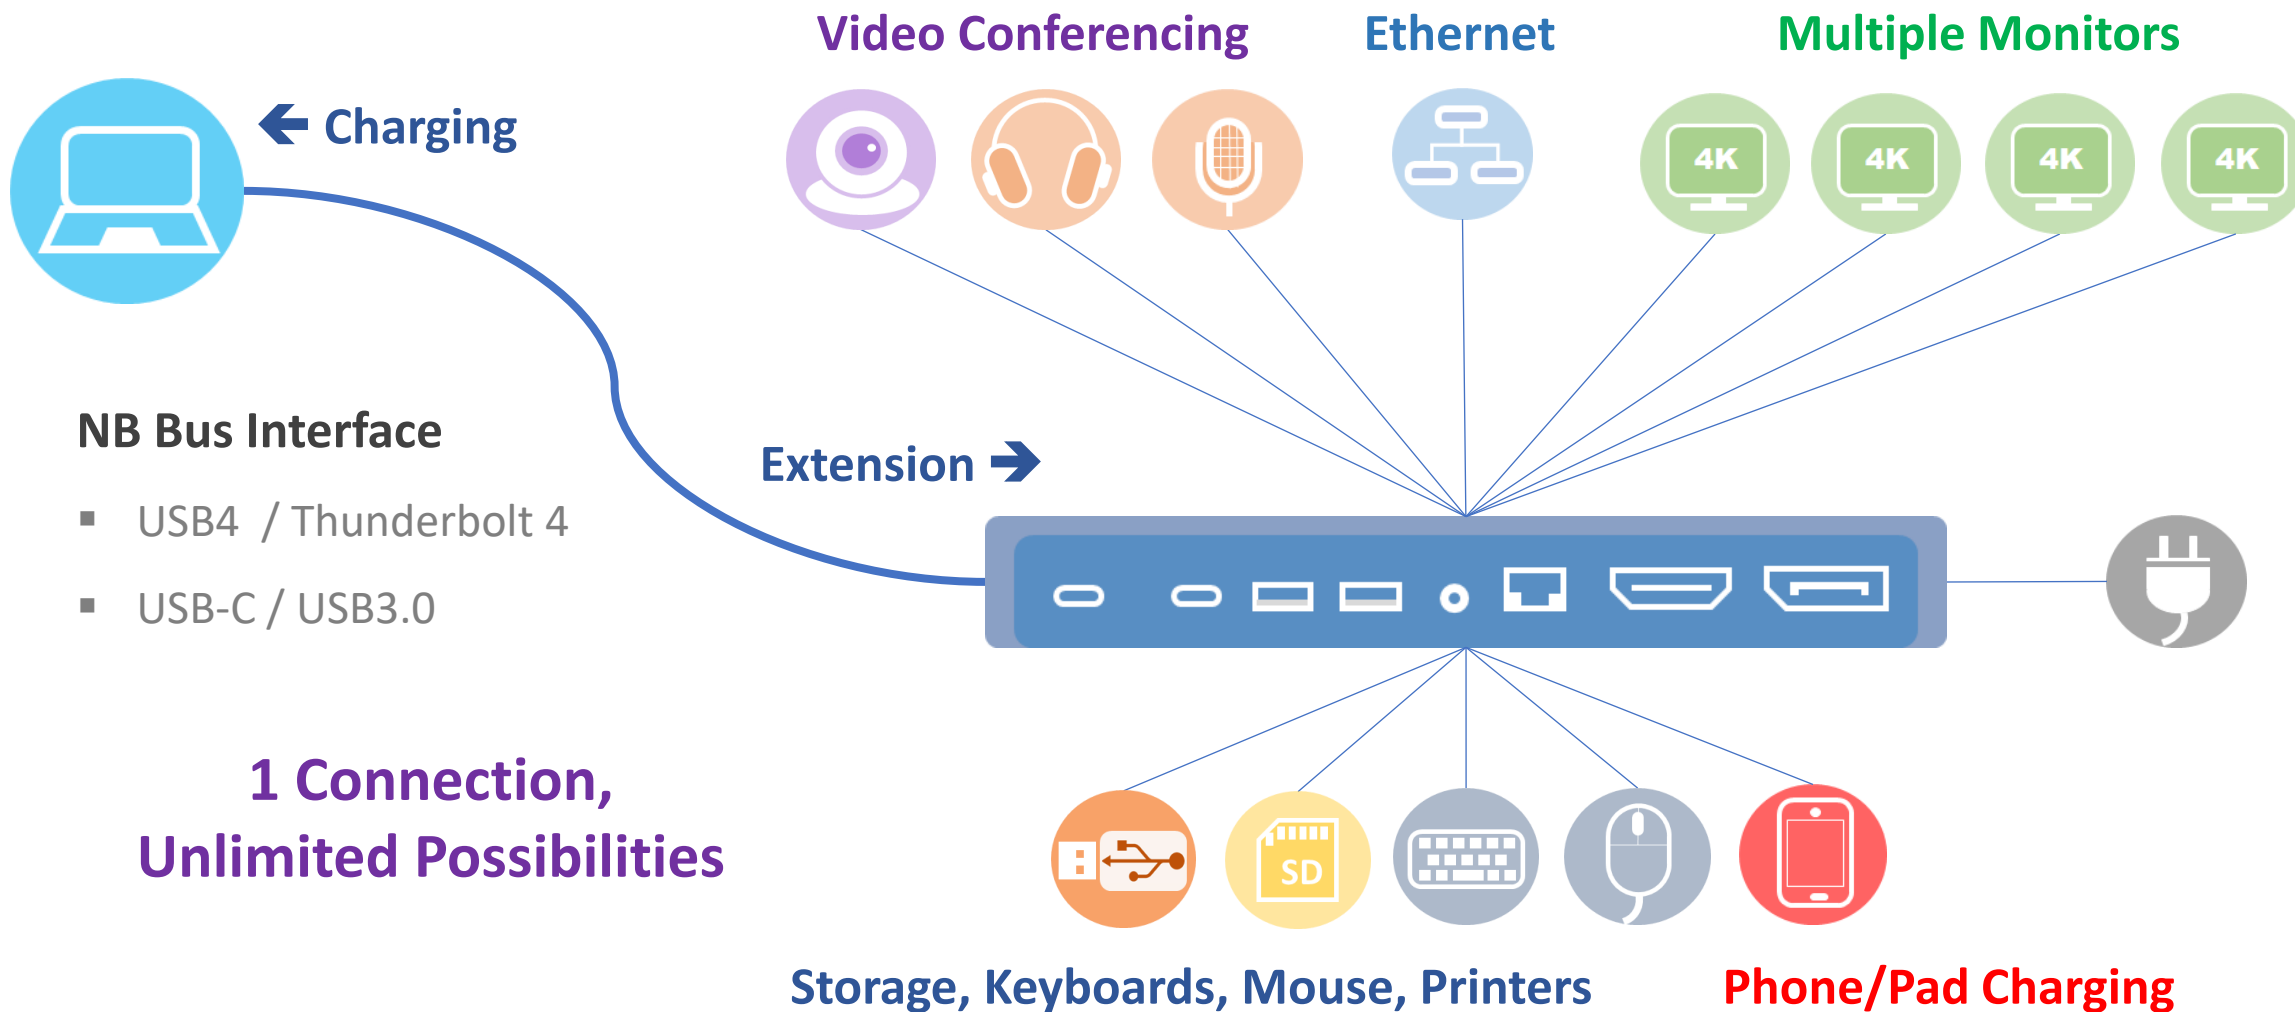 Video Conferencing
Ethernet
Multiple Monitors
← Charging
4K
4K
4K
4K
NB Bus Interface
▪ USB4 / Thunderbolt 4
▪ USB-C / USB3.0
Extension →
1 Connection,
Unlimited Possibilities
SD
Storage, Keyboards, Mouse, Printers
Phone/Pad Charging